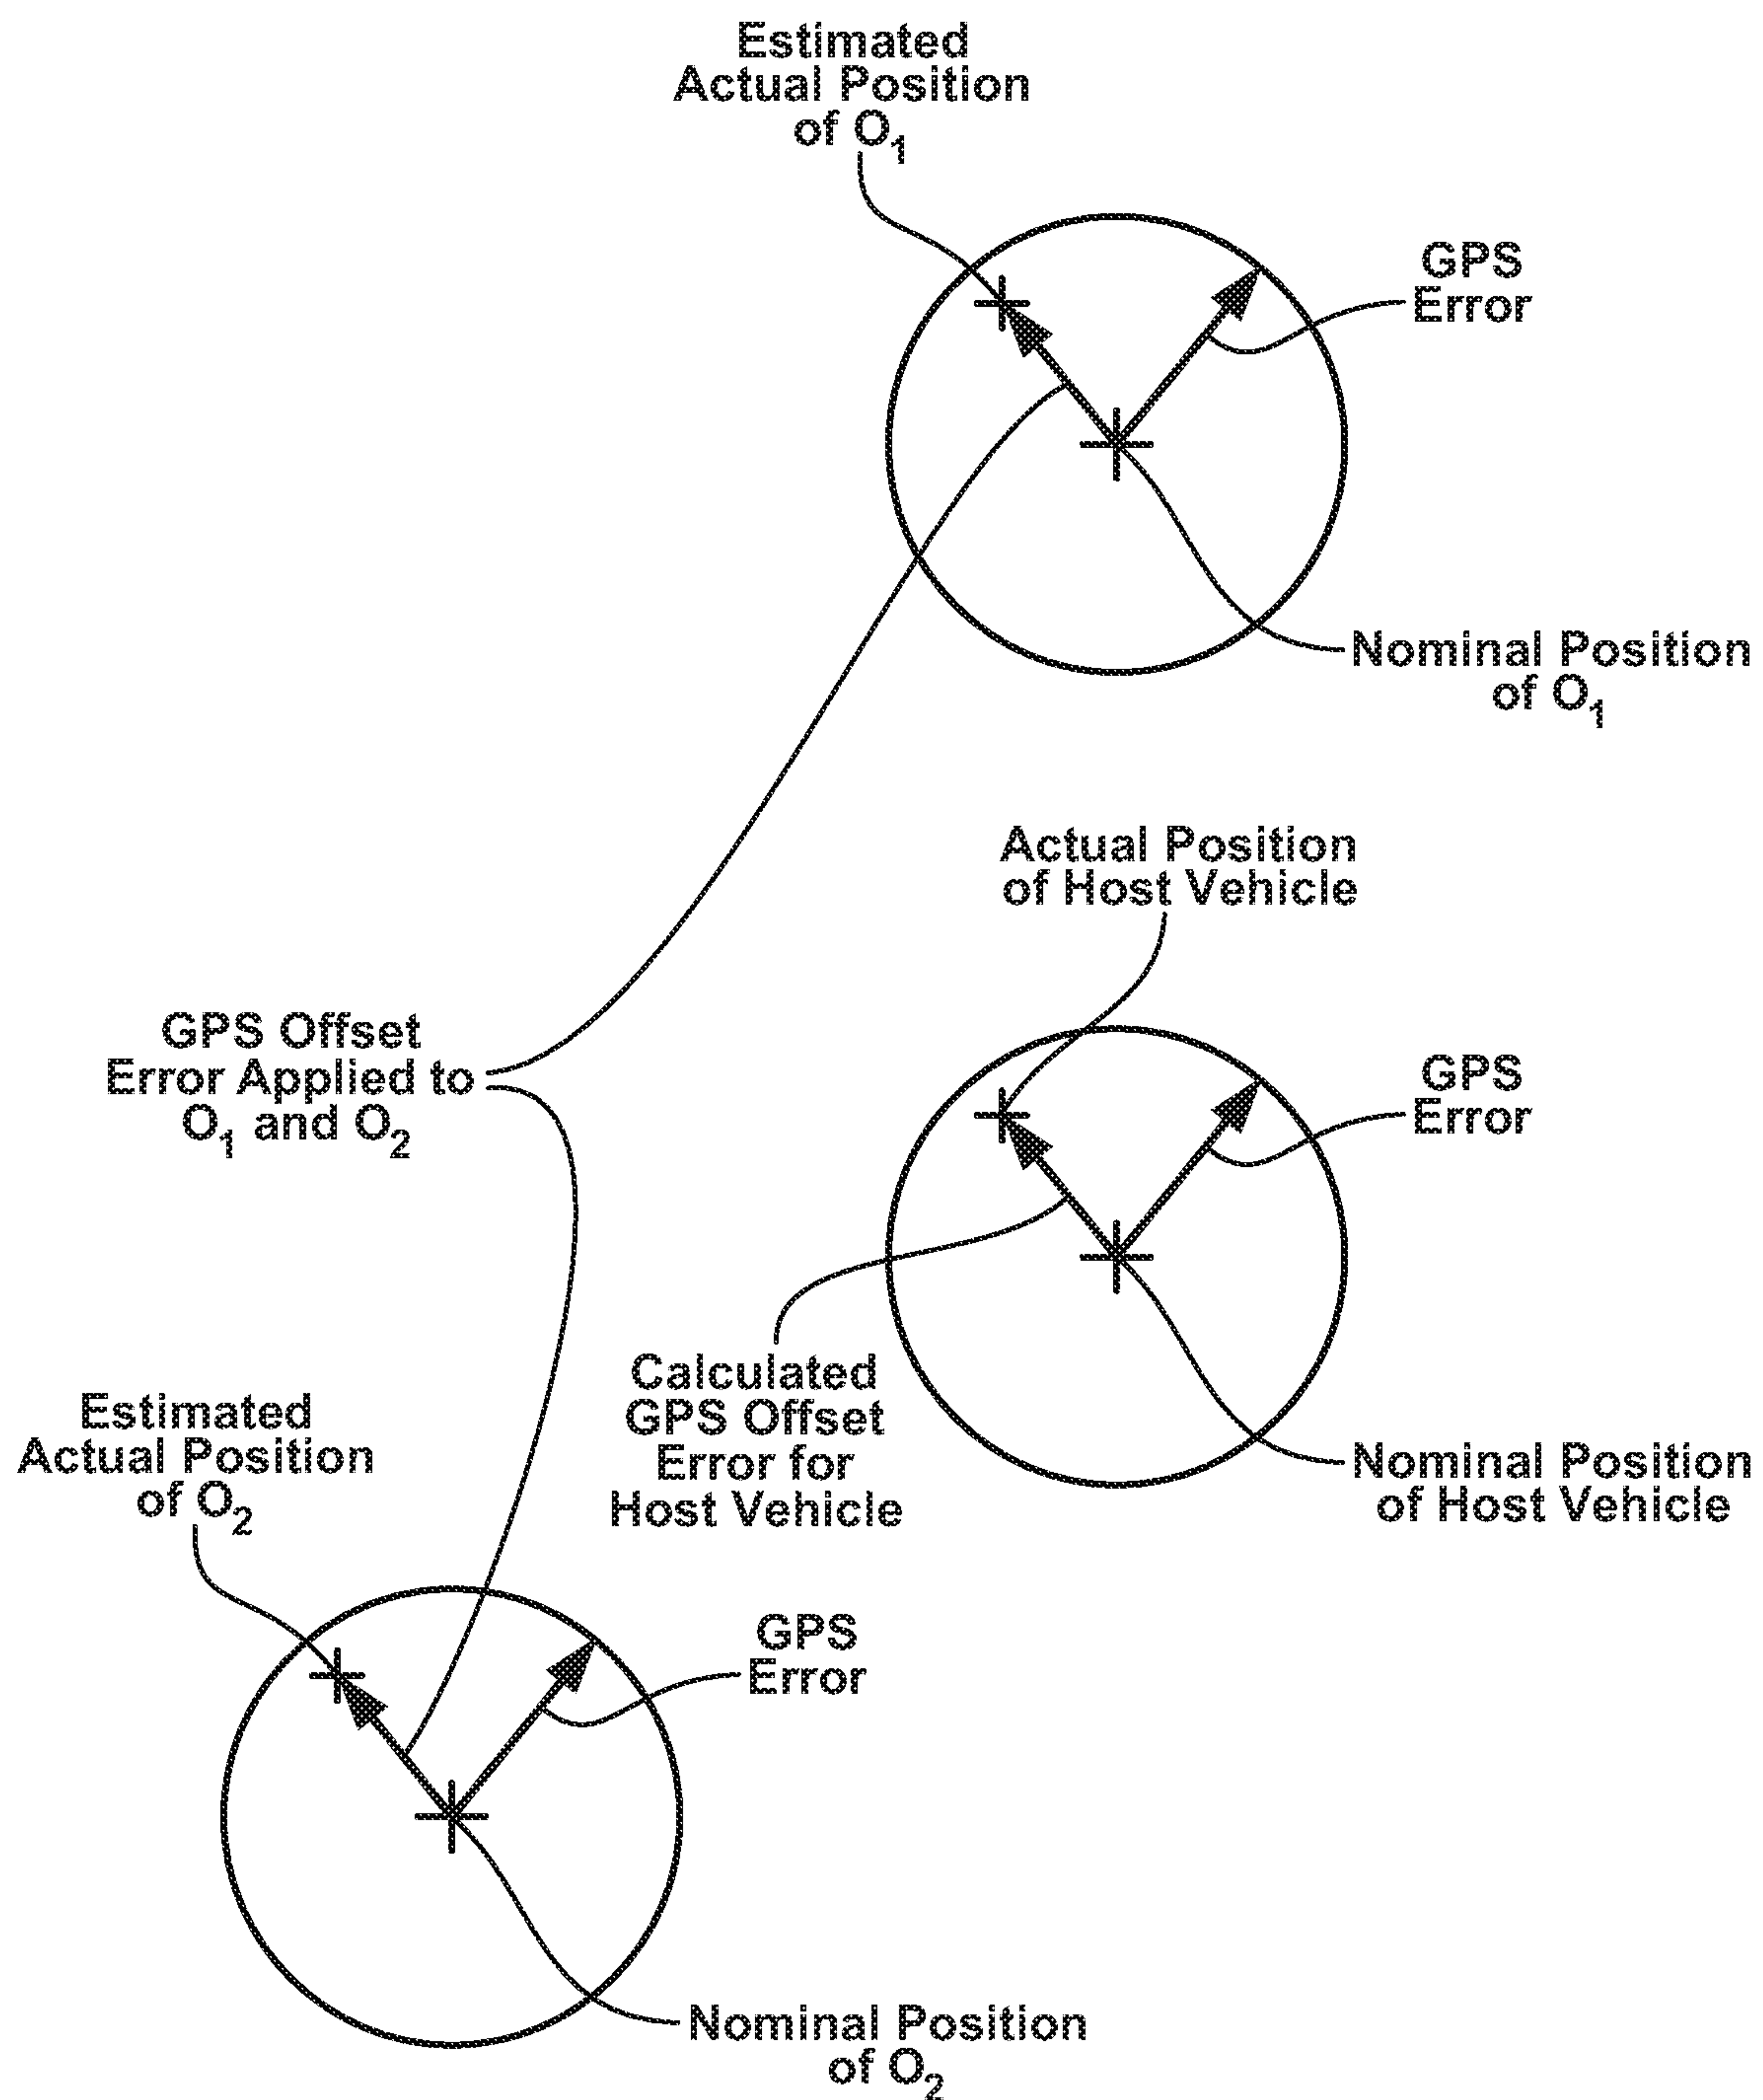 Estimated
Actual Position
of O₁
GPS
Error
Nominal Position
of O₁
Actual Position
of Host Vehicle
GPS Offset
Error Applied to
O₁ and O₂
GPS
Error
Calculated
GPS Offset
Error for
Host Vehicle
Nominal Position
of Host Vehicle
Estimated
Actual Position
of O₂
GPS
Error
Nominal Position
of O₂